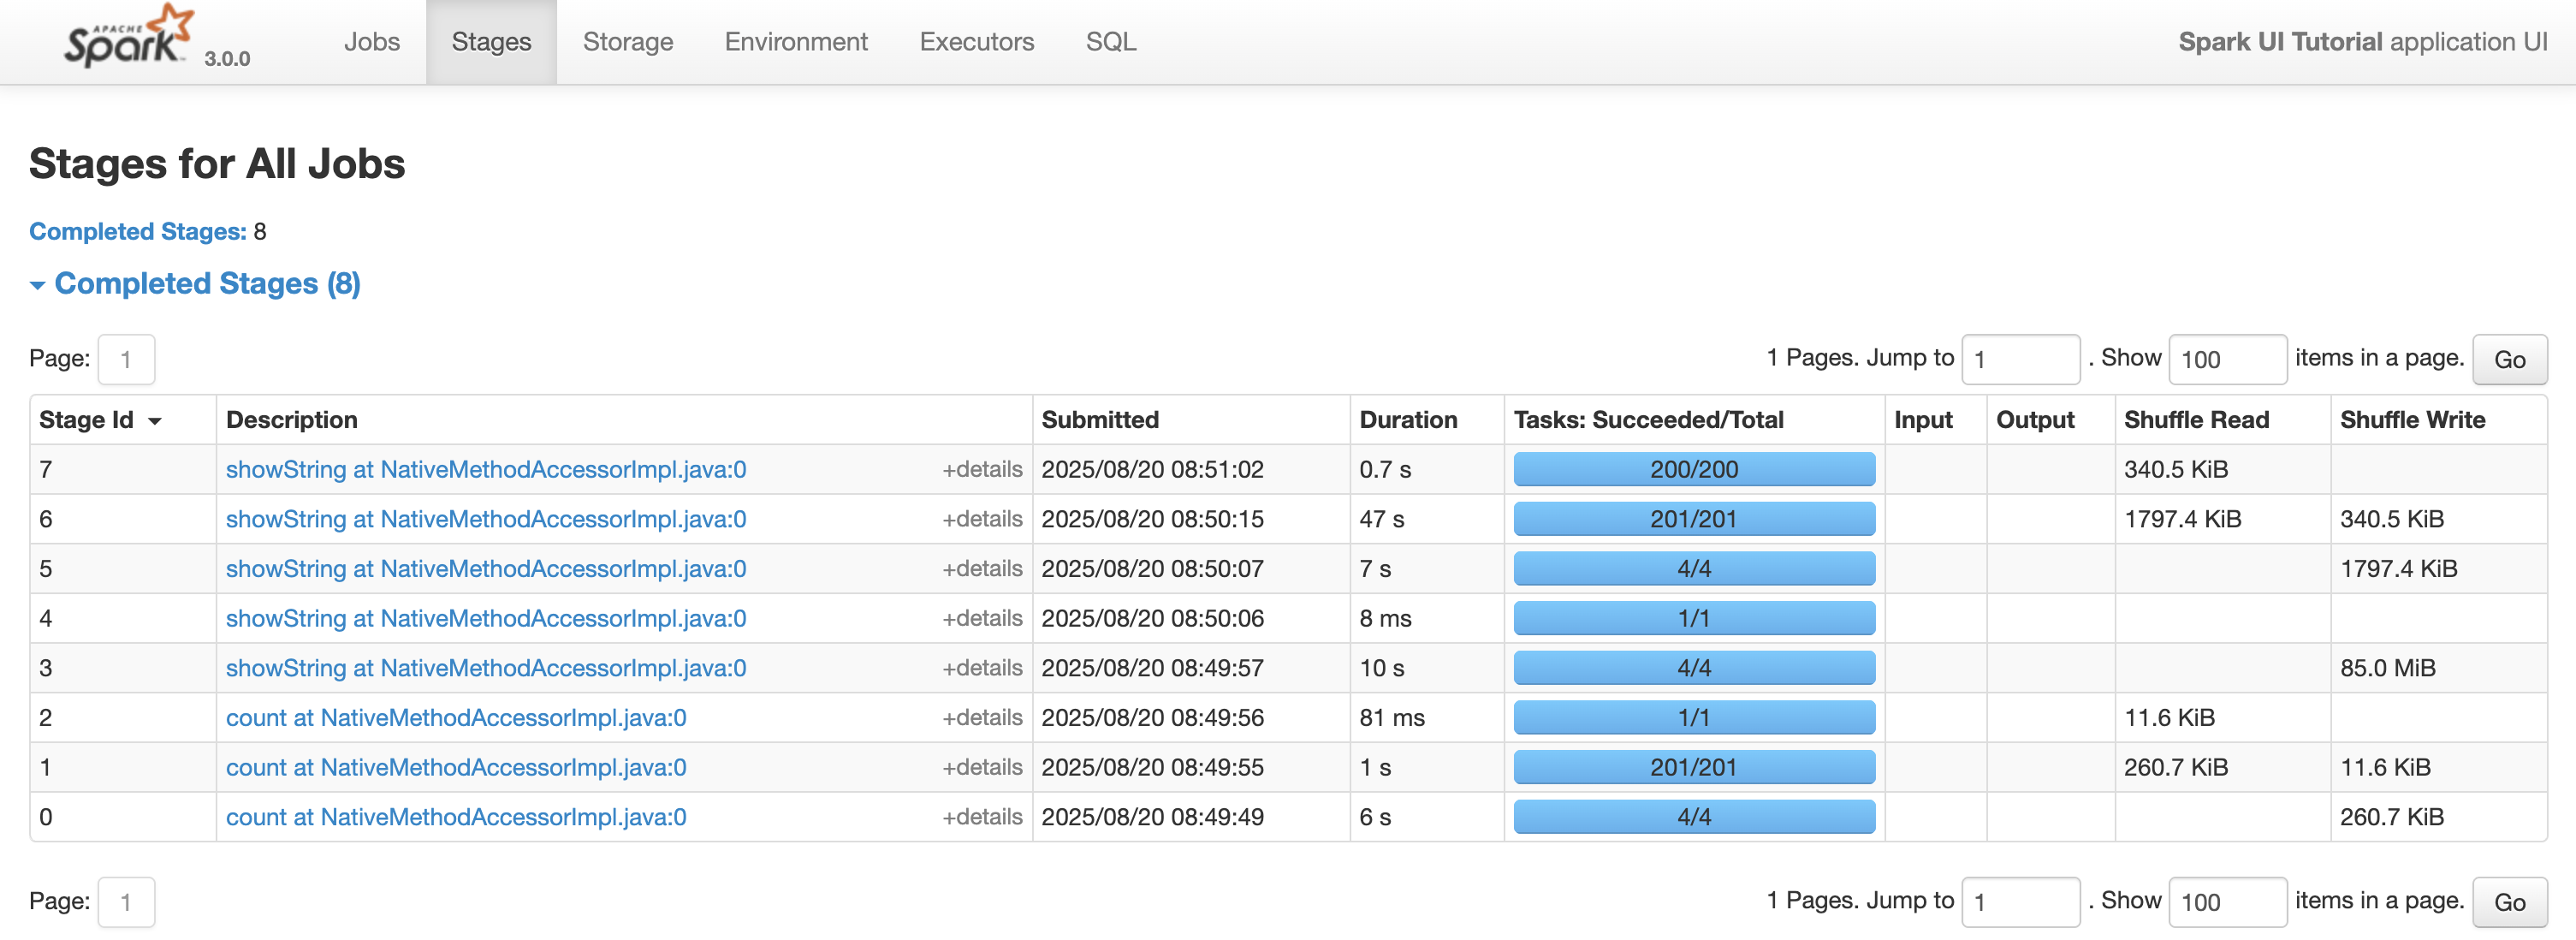 APACHE
Spark™ 3.0.0 Jobs Stages Storage Environment Executors SQL Spark UI Tutorial application UI
Stages for All Jobs
Completed Stages: 8
Completed Stages (8)
Page: 1 1 Pages. Jump to 1 . Show 100 items in a page. Go
Stage Id Description Submitted Duration Tasks: Succeeded/Total Input Output Shuffle Read Shuffle Write
7 showString at NativeMethodAccessorImpl.java:0 +details 2025/08/20 08:51:02 0.7 s 200/200 340.5 KiB
6 showString at NativeMethodAccessorImpl.java:0 +details 2025/08/20 08:50:15 47 s 201/201 1797.4 KiB 340.5 KiB
5 showString at NativeMethodAccessorImpl.java:0 +details 2025/08/20 08:50:07 7 s 4/4 1797.4 KiB
4 showString at NativeMethodAccessorImpl.java:0 +details 2025/08/20 08:50:06 8 ms 1/1
3 showString at NativeMethodAccessorImpl.java:0 +details 2025/08/20 08:49:57 10 s 4/4 85.0 MiB
2 count at NativeMethodAccessorImpl.java:0 +details 2025/08/20 08:49:56 81 ms 1/1 11.6 KiB
1 count at NativeMethodAccessorImpl.java:0 +details 2025/08/20 08:49:55 1 s 201/201 260.7 KiB 11.6 KiB
0 count at NativeMethodAccessorImpl.java:0 +details 2025/08/20 08:49:49 6 s 4/4 260.7 KiB
Page: 1 1 Pages. Jump to 1 . Show 100 items in a page. Go